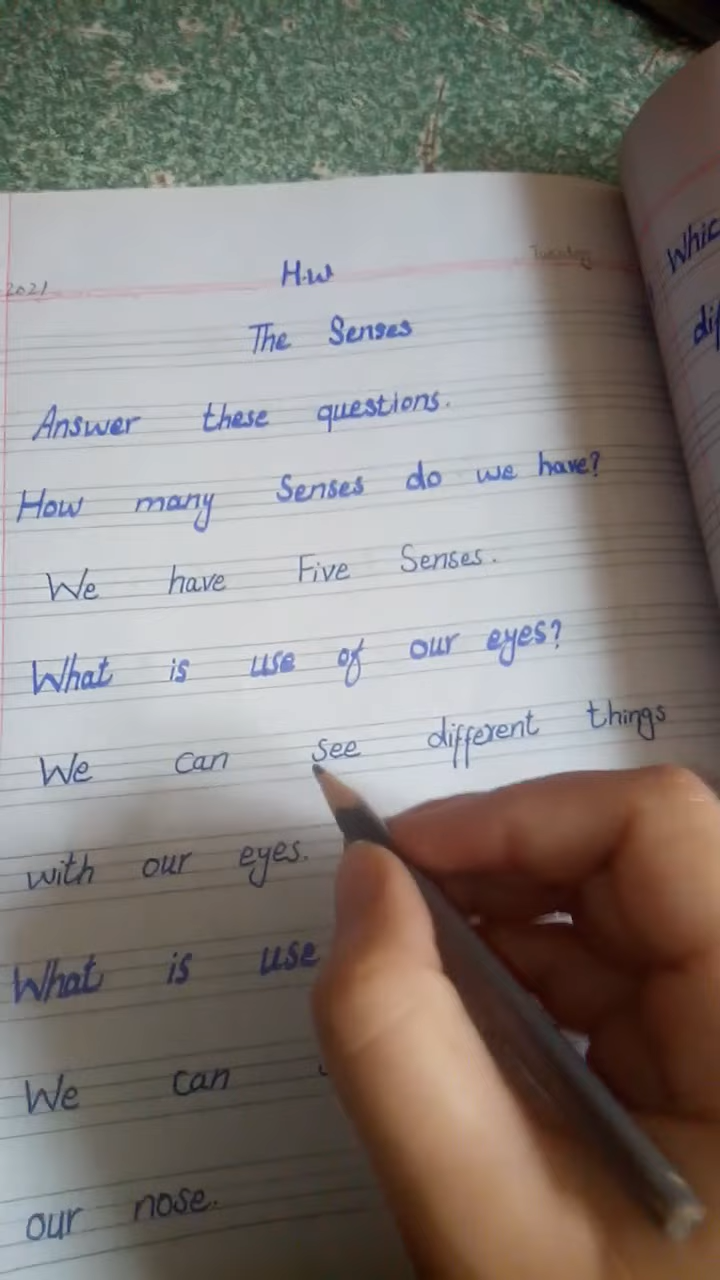 2021 H.W Tuesday
The Senses
Answer these questions.
How many Senses do we have?
We have Five Senses.
What is use of our eyes?
We can see different things
with our eyes.
What is use
We can
our nose.